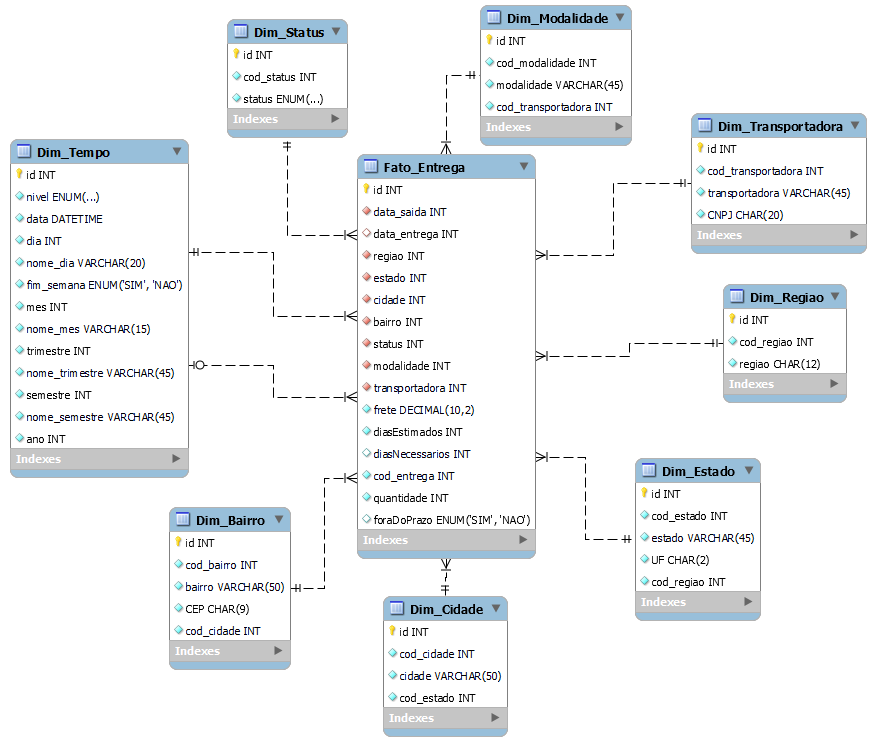 Dim_Status
id INT
cod_status INT
status ENUM(...)
Indexes
Dim_Modalidade
id INT
cod_modalidade INT
modalidade VARCHAR(45)
cod_transportadora INT
Indexes
Dim_Transportadora
id INT
cod_transportadora INT
transportadora VARCHAR(45)
CNPJ CHAR(20)
Indexes
Dim_Tempo
id INT
nivel ENUM(...)
data DATETIME
dia INT
nome_dia VARCHAR(20)
fim_semana ENUM('SIM', 'NAO')
mes INT
nome_mes VARCHAR(15)
trimestre INT
nome_trimestre VARCHAR(45)
semestre INT
nome_semestre VARCHAR(45)
ano INT
Indexes
Fato_Entrega
id INT
data_saida INT
data_entrega INT
regiao INT
estado INT
cidade INT
bairro INT
status INT
modalidade INT
transportadora INT
frete DECIMAL(10,2)
diasEstimados INT
diasNecessarios INT
cod_entrega INT
quantidade INT
foraDoPrazo ENUM('SIM', 'NAO')
Indexes
Dim_Regiao
id INT
cod_regiao INT
regiao CHAR(12)
Indexes
Dim_Estado
id INT
cod_estado INT
estado VARCHAR(45)
UF CHAR(2)
cod_regiao INT
Indexes
Dim_Bairro
id INT
cod_bairro INT
bairro VARCHAR(50)
CEP CHAR(9)
cod_cidade INT
Indexes
Dim_Cidade
id INT
cod_cidade INT
cidade VARCHAR(50)
cod_estado INT
Indexes